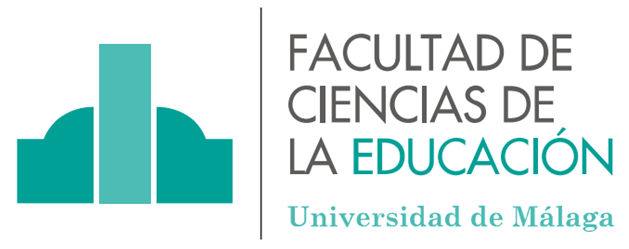 FACULTAD DE
CIENCIAS DE
LA EDUCACIÓN
Universidad de Málaga